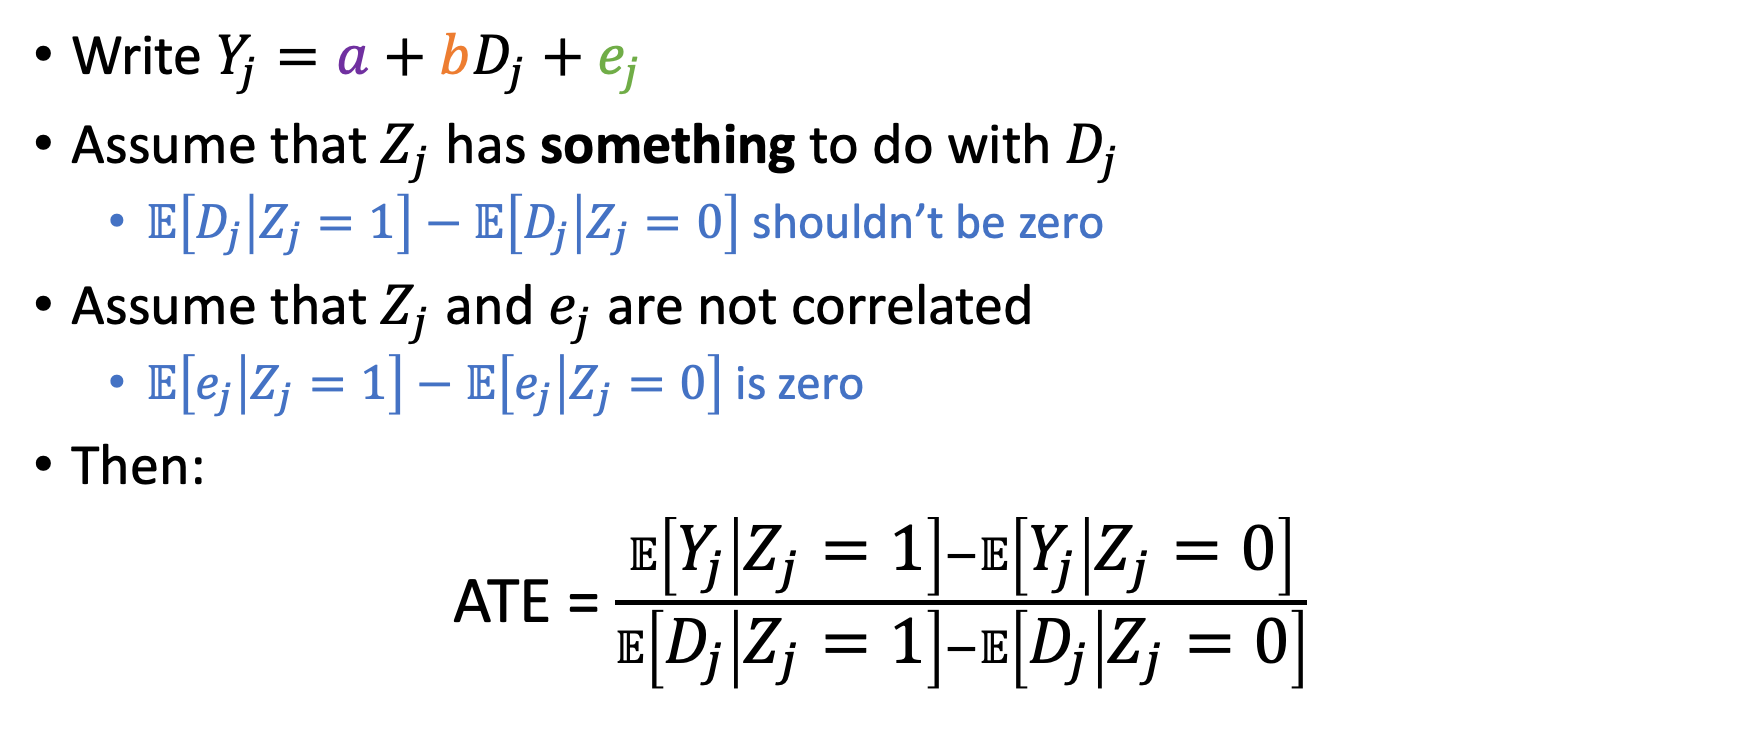 • Write Yⱼ = a + bDⱼ + eⱼ
• Assume that Zⱼ has something to do with Dⱼ
• 𝔼[Dⱼ|Zⱼ = 1] − 𝔼[Dⱼ|Zⱼ = 0] shouldn’t be zero
• Assume that Zⱼ and eⱼ are not correlated
• 𝔼[eⱼ|Zⱼ = 1] − 𝔼[eⱼ|Zⱼ = 0] is zero
• Then:
𝔼[Yⱼ|Zⱼ = 1]−𝔼[Yⱼ|Zⱼ = 0]
ATE =
𝔼[Dⱼ|Zⱼ = 1]−𝔼[Dⱼ|Zⱼ = 0]